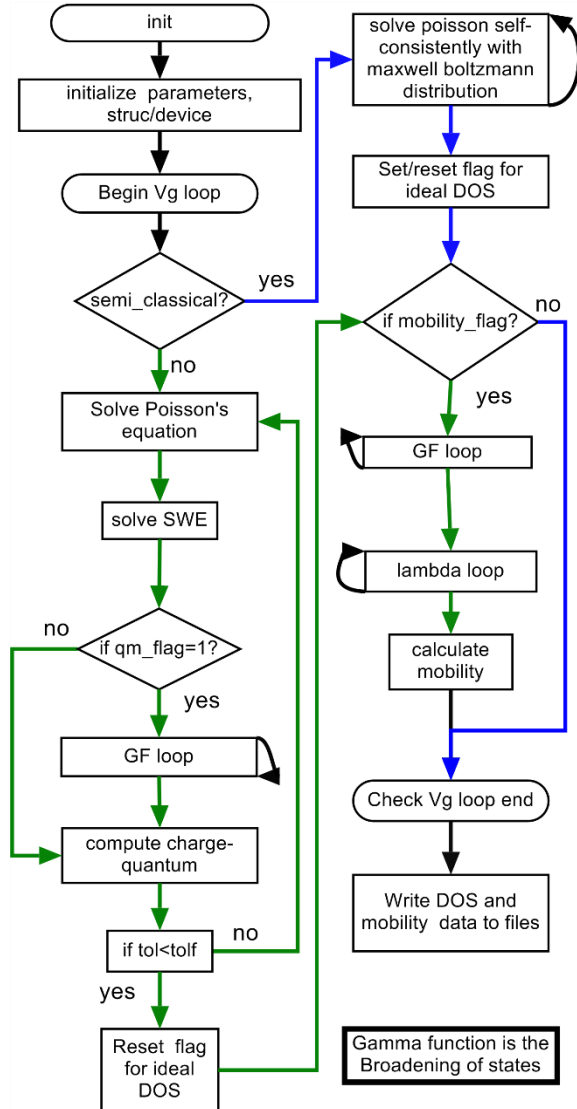 init
initialize parameters,
struc/device
Begin Vg loop
semi_classical?
yes
no
Solve Poisson's
equation
solve SWE
no
if qm_flag=1?
yes
GF loop
compute charge-
quantum
if tol<tolf
no
yes
Reset flag
for ideal
DOS
solve poisson self-
consistently with
maxwell boltzmann
distribution
Set/reset flag for
ideal DOS
if mobility_flag?
no
yes
GF loop
lambda loop
calculate
mobility
Check Vg loop end
Write DOS and
mobility data to files
Gamma function is the
Broadening of states